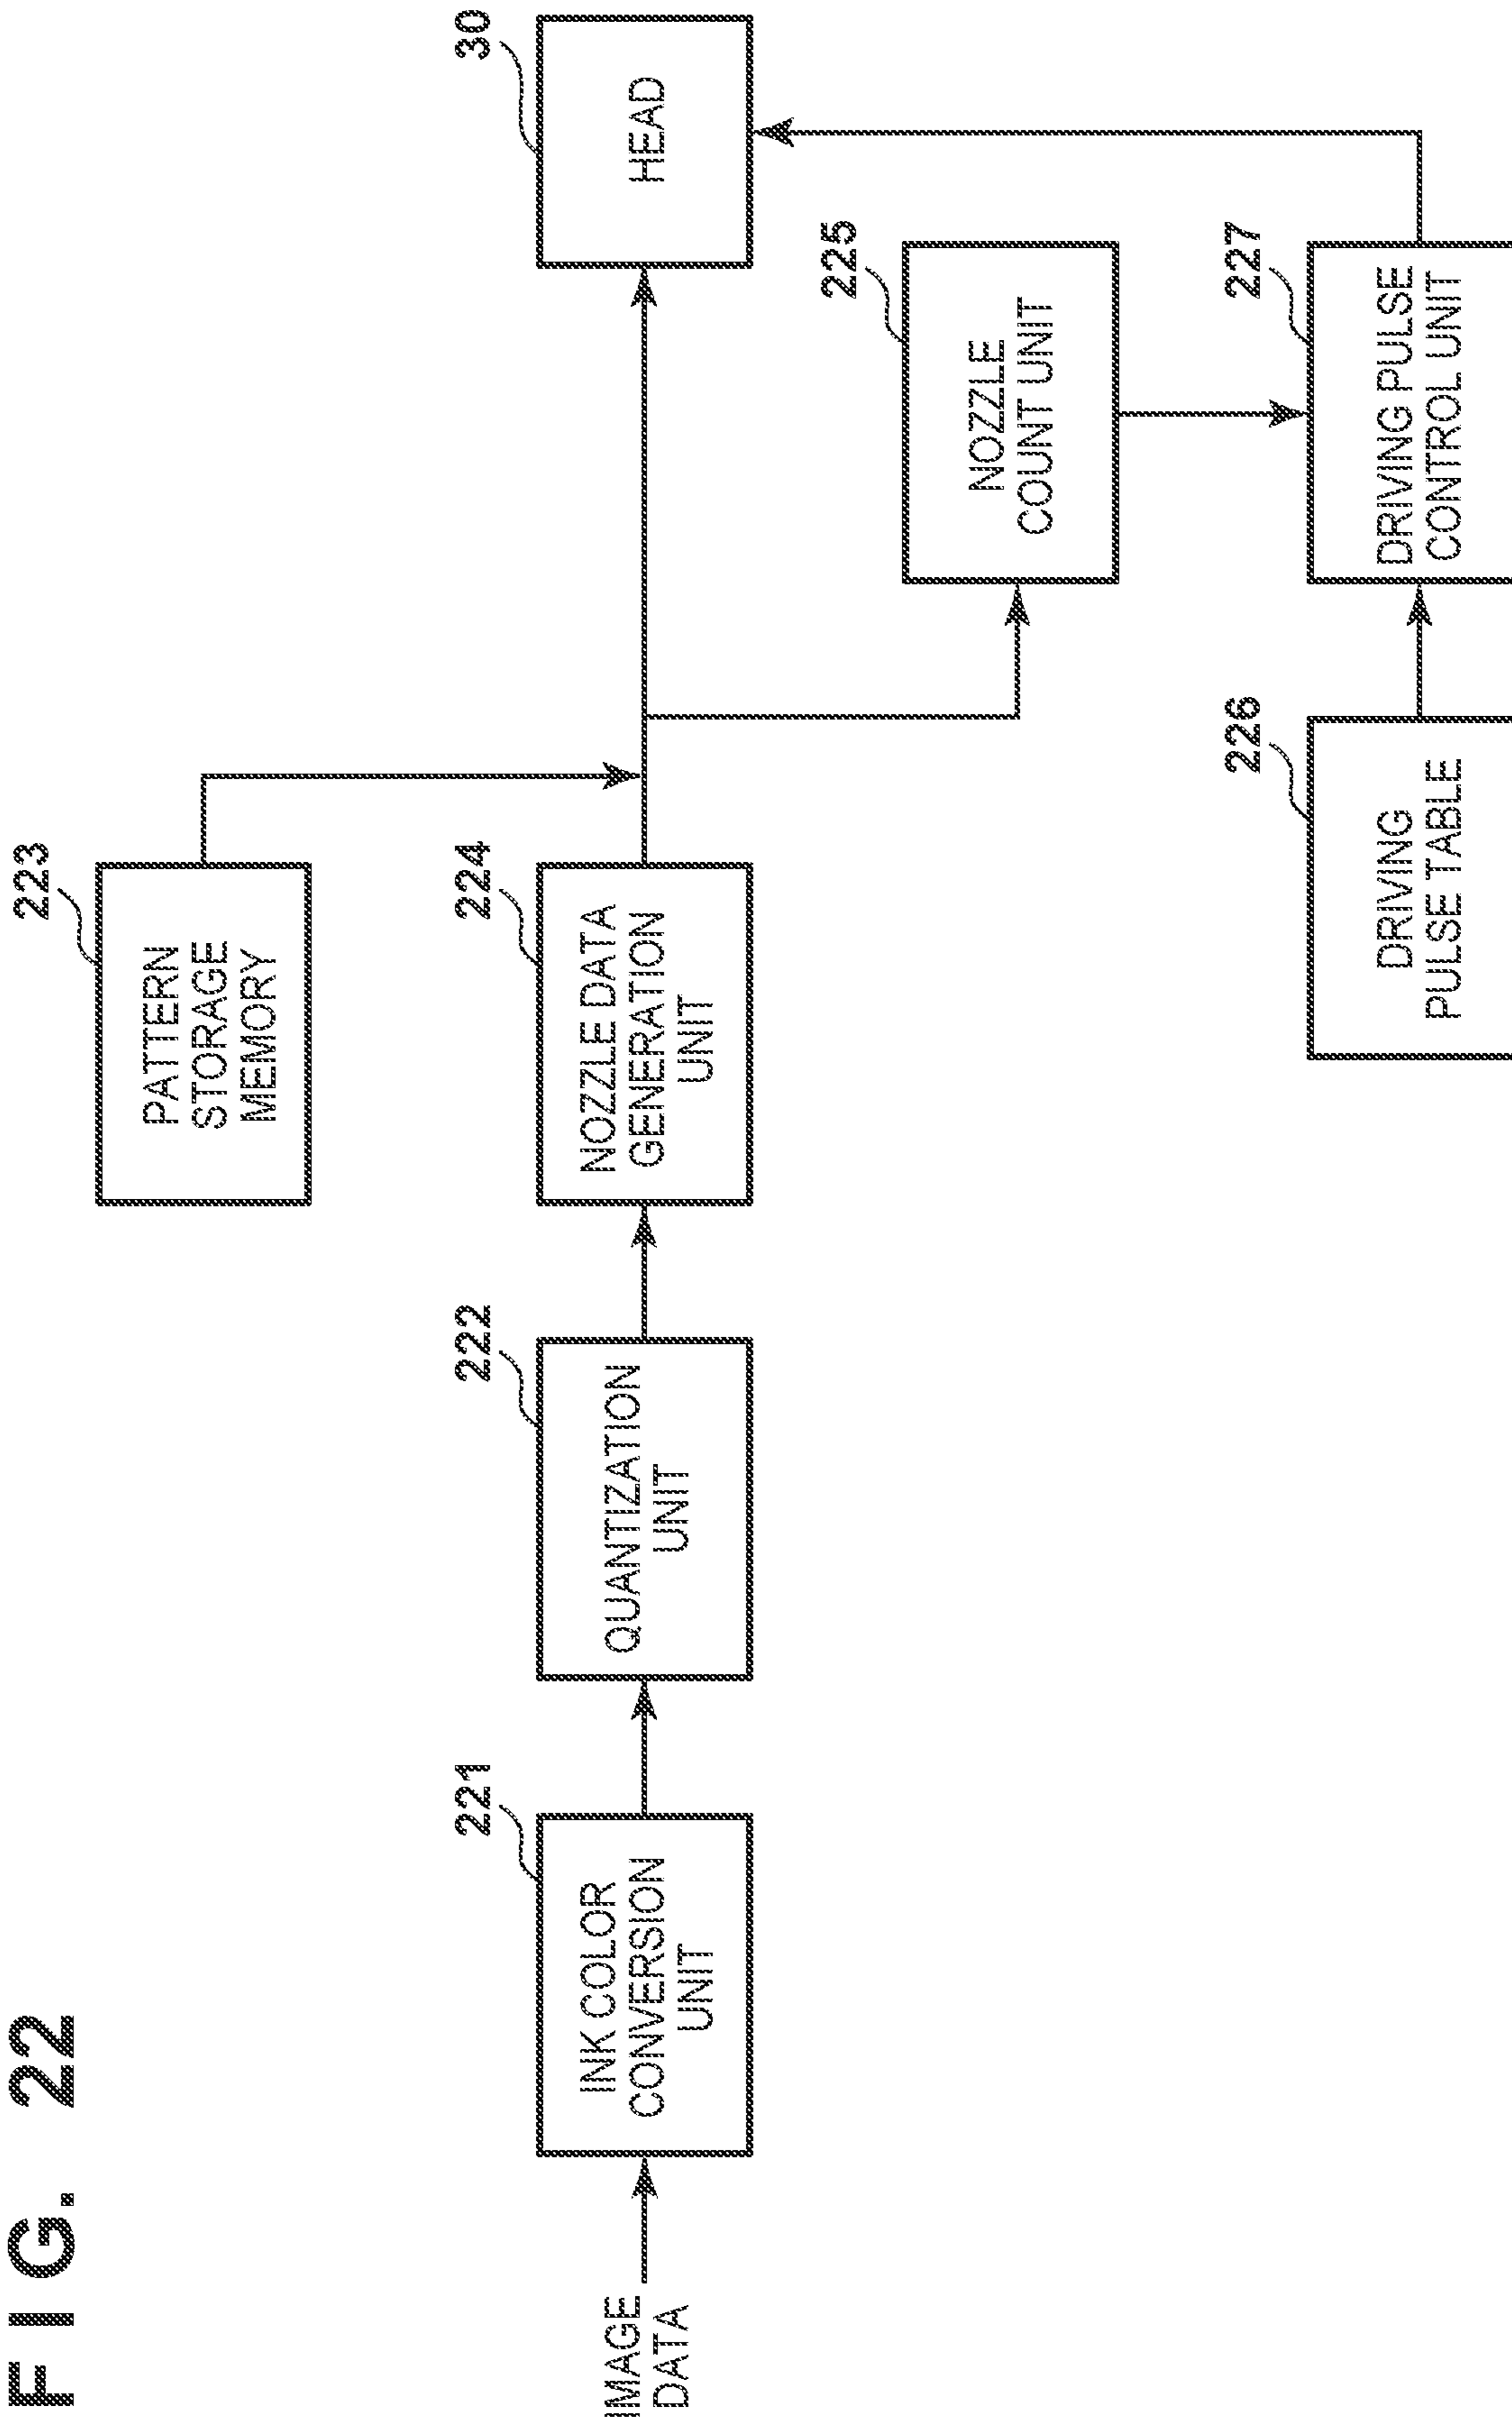 FIG. 22
223
PATTERN
STORAGE
MEMORY
IMAGE
DATA
221
INK COLOR
CONVERSION
UNIT
222
QUANTIZATION
UNIT
224
NOZZLE DATA
GENERATION
UNIT
30
HEAD
225
NOZZLE
COUNT UNIT
226
DRIVING
PULSE TABLE
227
DRIVING PULSE
CONTROL UNIT